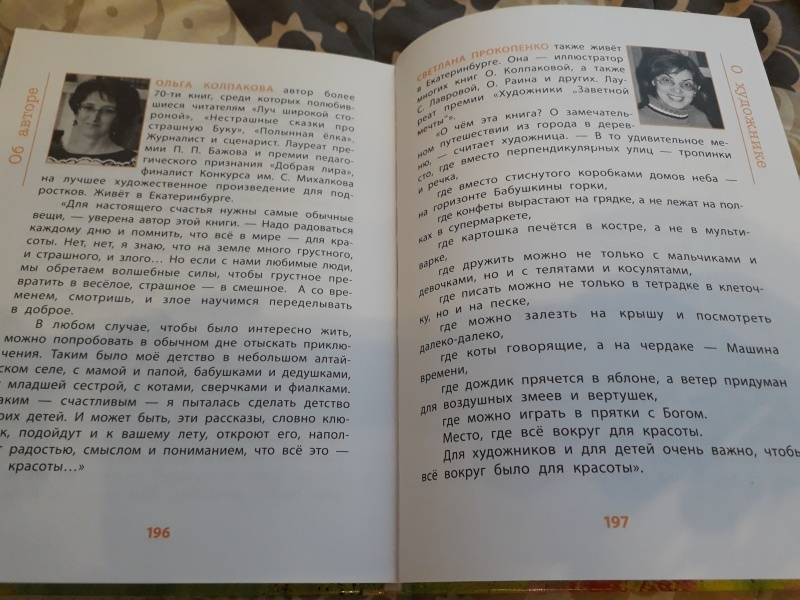 Об авторе
ОЛЬГА КОЛПАКОВА автор более
70-ти книг, среди которых полюбив-
шиеся читателям «Луч широкой сто-
роной», «Нестрашные сказки про
страшную Буку», «Полынная ёлка».
Журналист и сценарист. Лауреат пре-
мии П. П. Бажова и премии педаго-
гического признания «Добрая лира»,
финалист Конкурса им. С. Михалкова
на лучшее художественное произведение для под-
ростков. Живёт в Екатеринбурге.
«Для настоящего счастья нужны самые обычные
вещи, — уверена автор этой книги. — Надо радоваться
каждому дню и помнить, что всё в мире — для кра-
соты. Нет, нет, я знаю, что на земле много грустного,
и страшного, и злого... Но если с нами любимые люди,
мы обретаем волшебные силы, чтобы грустное пре-
вратить в весёлое, страшное — в смешное. А со вре-
менем, смотришь, и злое научимся переделывать
в доброе.
В любом случае, чтобы было интересно жить,
можно попробовать в обычном дне отыскать приклю-
чения. Таким было моё детство в небольшом алтай-
ском селе, с мамой и папой, бабушками и дедушками,
младшей сестрой, с котами, сверчками и фиалками.
аким — счастливым — я пыталась сделать детство
оих детей. И может быть, эти рассказы, словно клю-
к, подойдут и к вашему лету, откроют его, напол-
т радостью, смыслом и пониманием, что всё это —
красоты...»
196
О художнике
СВЕТЛАНА ПРОКОПЕНКО также живёт
в Екатеринбурге. Она — иллюстратор
многих книг О. Колпаковой, а также
С. Лавровой, О. Раина и других. Лау-
реат премии «Художники „Заветной
мечты“».
«О чём эта книга? О замечатель-
ном путешествии из города в дерев-
ню, — считает художница. — В то удивительное ме-
сто, где вместо перпендикулярных улиц — тропинки
и речка,
где вместо стиснутого коробками домов неба —
на горизонте Бабушкины горки,
где конфеты вырастают на грядке, а не лежат на пол-
ках в супермаркете,
где картошка печётся в костре, а не в мульти-
варке,
где дружить можно не только с мальчиками и
девочками, но и с телятами и косулятами,
где писать можно не только в тетрадке в клеточ-
ку, но и на песке,
где можно залезть на крышу и посмотреть
далеко-далеко,
где коты говорящие, а на чердаке — Машина
времени,
где дождик прячется в яблоне, а ветер придуман
для воздушных змеев и вертушек,
где можно играть в прятки с Богом.
Место, где всё вокруг для красоты.
Для художников и для детей очень важно, чтобы
всё вокруг было для красоты».
197